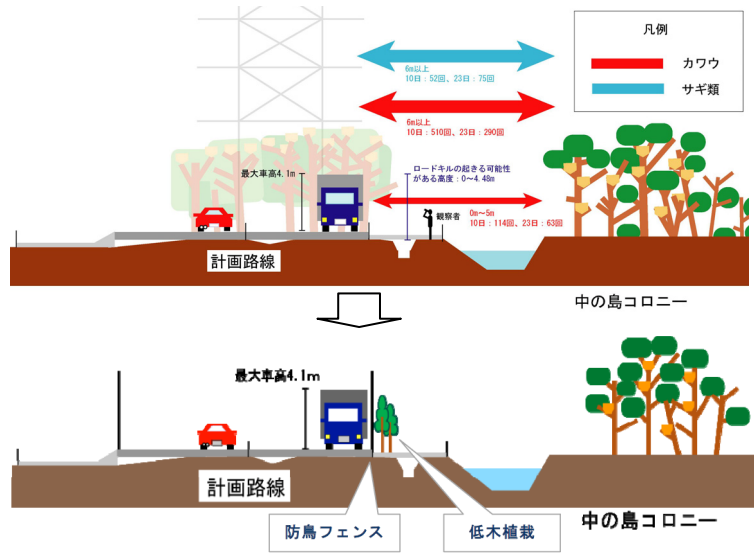 凡例
カワウ
サギ類
6m以上
10日：52回、23日：75回
6m以上
10日：510回、23日：290回
最大車高4.1m
ロードキルの起きる可能性
がある高度：0～4.48m
観察者
0m～5m
10日：114回、23日：63回
計画路線
中の島コロニー
最大車高4.1m
計画路線
中の島コロニー
防鳥フェンス
低木植栽